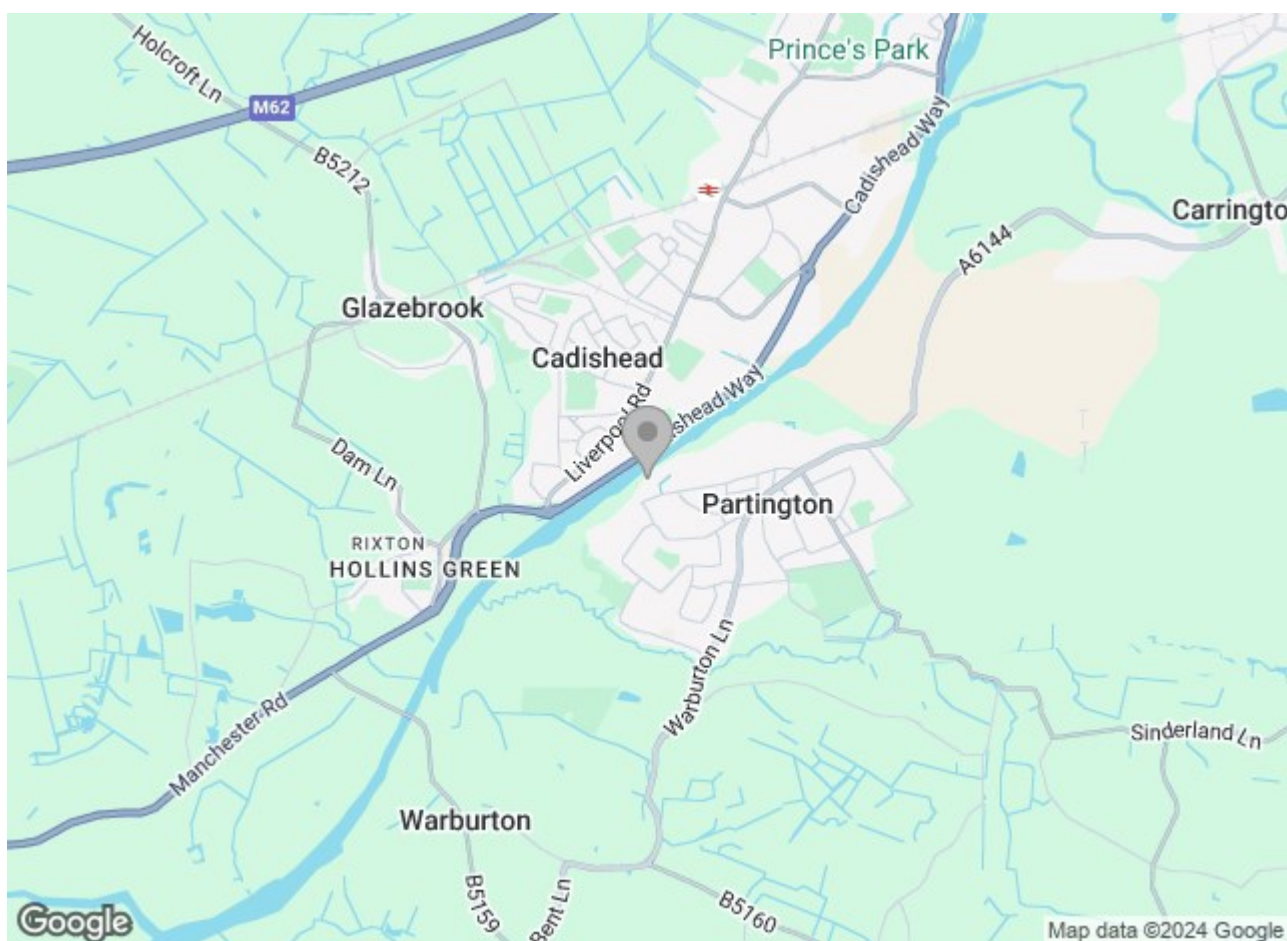 Holcroft Ln
M62
B5212
Prince's Park
Cadishead Way
Carringto
A6144
Glazebrook
Cadishead
Liverpool Rd
ishead Way
Dam Ln
Partington
RIXTON
HOLLINS GREEN
Warburton Ln
Manchester Rd
Sinderland Ln
Warburton
B5159
Bent Ln
B5160
Google
Map data ©2024 Google